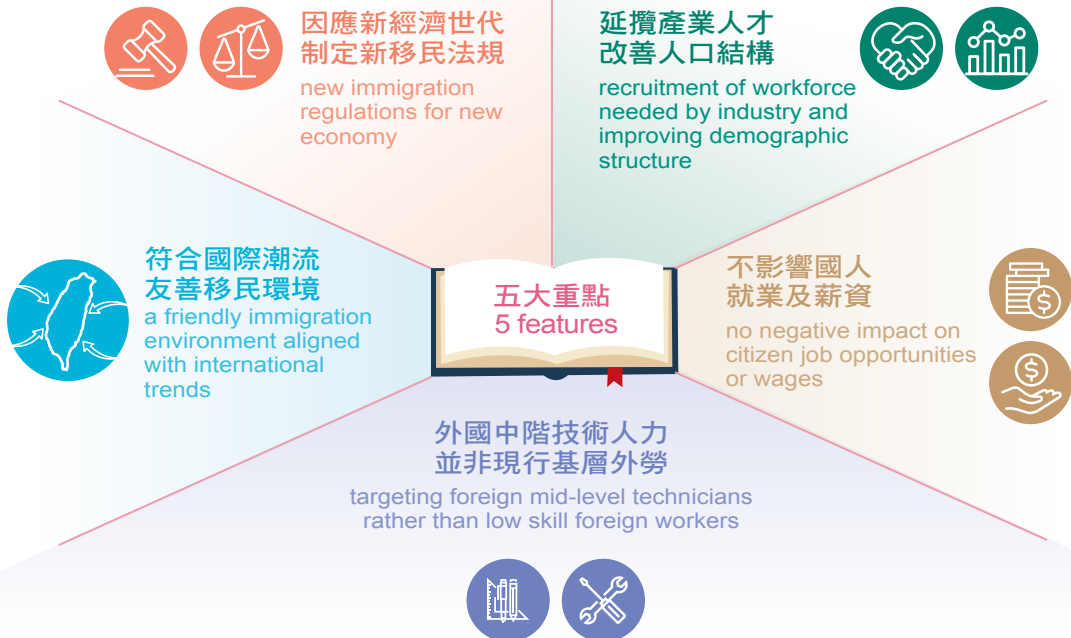 因應新經濟世代
制定新移民法規
new immigration
regulations for new
economy
延攬產業人才
改善人口結構
recruitment of workforce
needed by industry and
improving demographic
structure
符合國際潮流
友善移民環境
a friendly immigration
environment aligned
with international
trends
五大重點
5 features
不影響國人
就業及薪資
no negative impact on
citizen job opportunities
or wages
外國中階技術人力
並非現行基層外勞
targeting foreign mid-level technicians
rather than low skill foreign workers